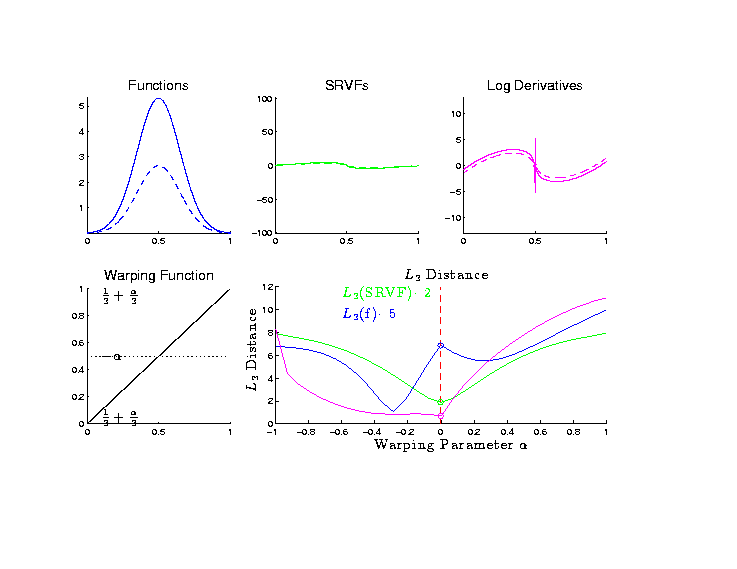 Functions
5
4
3
2
1
0 0.5 1
SRVFs
100
50
0
−50
−100
0 0.5 1
Log Derivatives
10
5
0
−5
−10
0 0.5 1
Warping Function
1
0.8
0.6
0.4
0.2
0
0 0.5 1
1/3 + α/3
−α
1/3 + α/3
L₂ Distance
L₂(SRVF)· 2
L₂(f)· 5
L₂ Distance
12
10
8
6
4
2
0
−1 −0.8 −0.6 −0.4 −0.2 0 0.2 0.4 0.6 0.8 1
Warping Parameter α